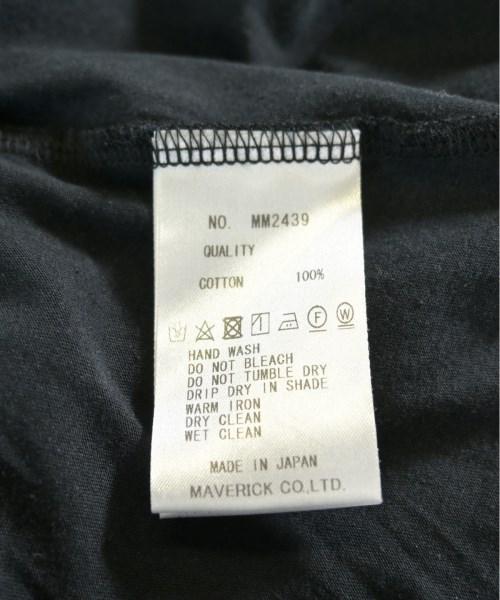 NO. MM2439
QUALITY
COTTON 100%
F W
HAND WASH
DO NOT BLEACH
DO NOT TUMBLE DRY
DRIP DRY IN SHADE
WARM IRON
DRY CLEAN
WET CLEAN
MADE IN JAPAN
MAVERICK CO.,LTD.